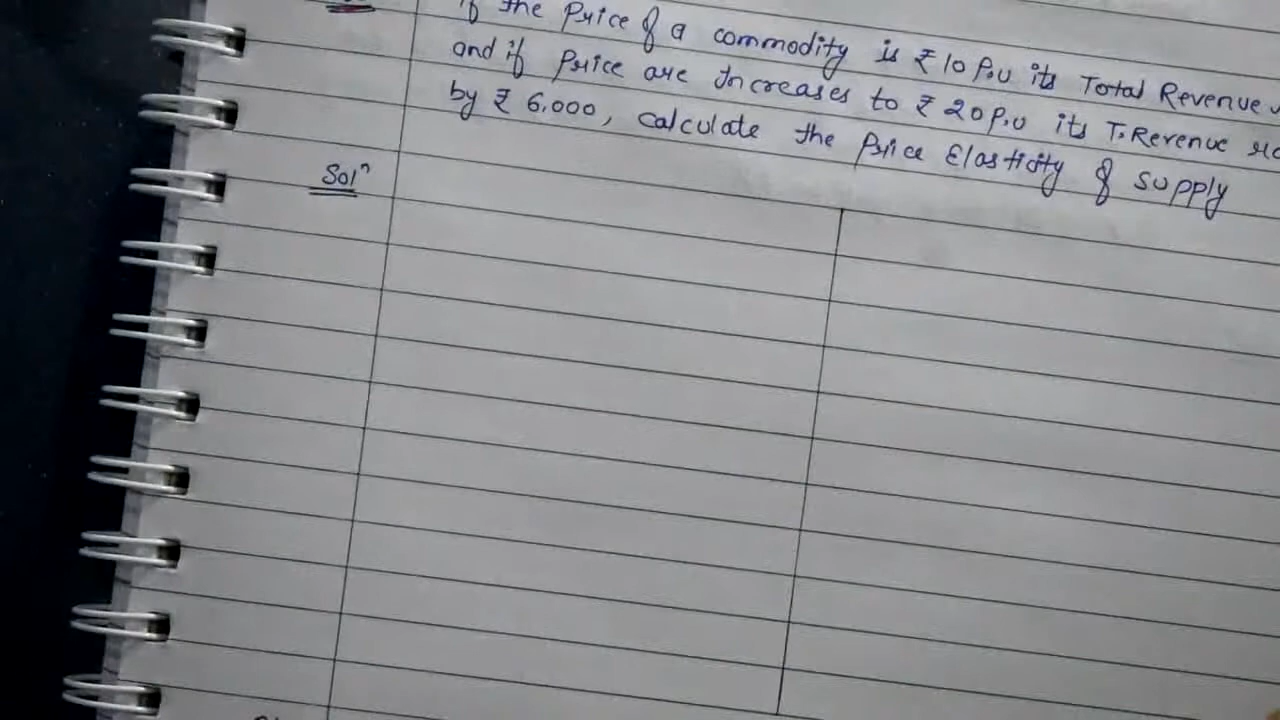 if the Price of a commodity is ₹ 10 P.U its Total Revenue
and if Price are Increases to ₹ 20 P.U its T.Revenue
by ₹ 6.000, calculate the Price Elasticity of supply
Solⁿ